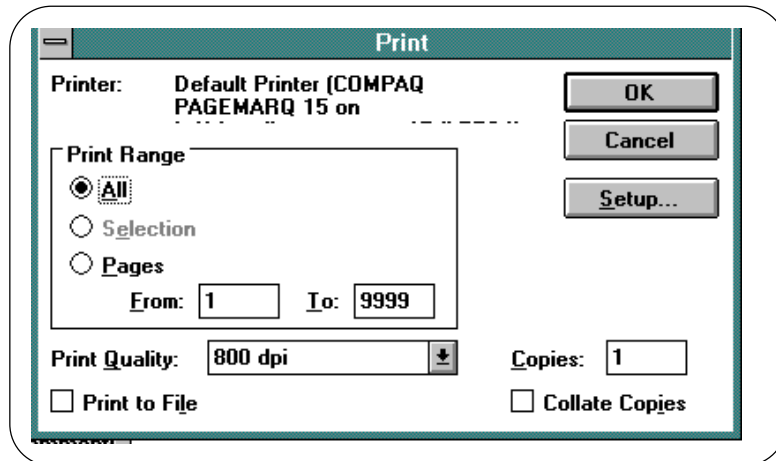 Print
Printer: Default Printer (COMPAQ
PAGEMARQ 15 on
OK
Cancel
Setup...
Print Range
All
Selection
Pages
From: 1 To: 9999
Print Quality: 800 dpi
Copies: 1
Print to File
Collate Copies